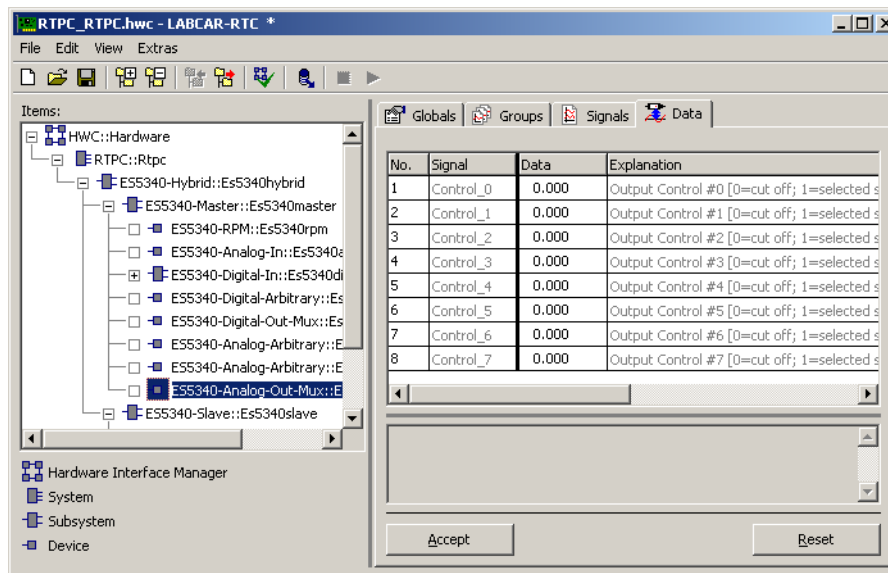 RTPC_RTPC.hwc - LABCAR-RTC *
File Edit View Extras
Items:
HWC::Hardware
RTPC::Rtpc
ES5340-Hybrid::Es5340hybrid
ES5340-Master::Es5340master
ES5340-RPM::Es5340rpm
ES5340-Analog-In::Es5340a
ES5340-Digital-In::Es5340di
ES5340-Digital-Arbitrary::Es
ES5340-Digital-Out-Mux::Es
ES5340-Analog-Arbitrary::E
ES5340-Analog-Arbitrary::E
ES5340-Analog-Out-Mux::E
ES5340-Slave::Es5340slave
Hardware Interface Manager
System
Subsystem
Device
Globals Groups Signals Data
No. Signal Data Explanation
1 Control_0 0.000 Output Control #0 [0=cut off; 1=selected s
2 Control_1 0.000 Output Control #1 [0=cut off; 1=selected s
3 Control_2 0.000 Output Control #2 [0=cut off; 1=selected s
4 Control_3 0.000 Output Control #3 [0=cut off; 1=selected s
5 Control_4 0.000 Output Control #4 [0=cut off; 1=selected s
6 Control_5 0.000 Output Control #5 [0=cut off; 1=selected s
7 Control_6 0.000 Output Control #6 [0=cut off; 1=selected s
8 Control_7 0.000 Output Control #7 [0=cut off; 1=selected s
Accept Reset